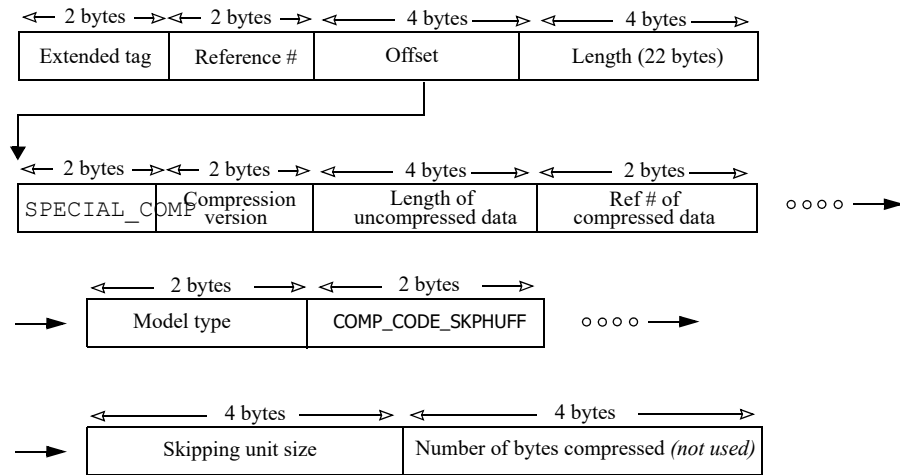 2 bytes 2 bytes 4 bytes 4 bytes
Extended tag Reference # Offset Length (22 bytes)
2 bytes 2 bytes 4 bytes 2 bytes
SPECIAL_COMP Compression version Length of uncompressed data Ref # of compressed data
2 bytes 2 bytes
Model type COMP_CODE_SKPHUFF
4 bytes 4 bytes
Skipping unit size Number of bytes compressed (not used)